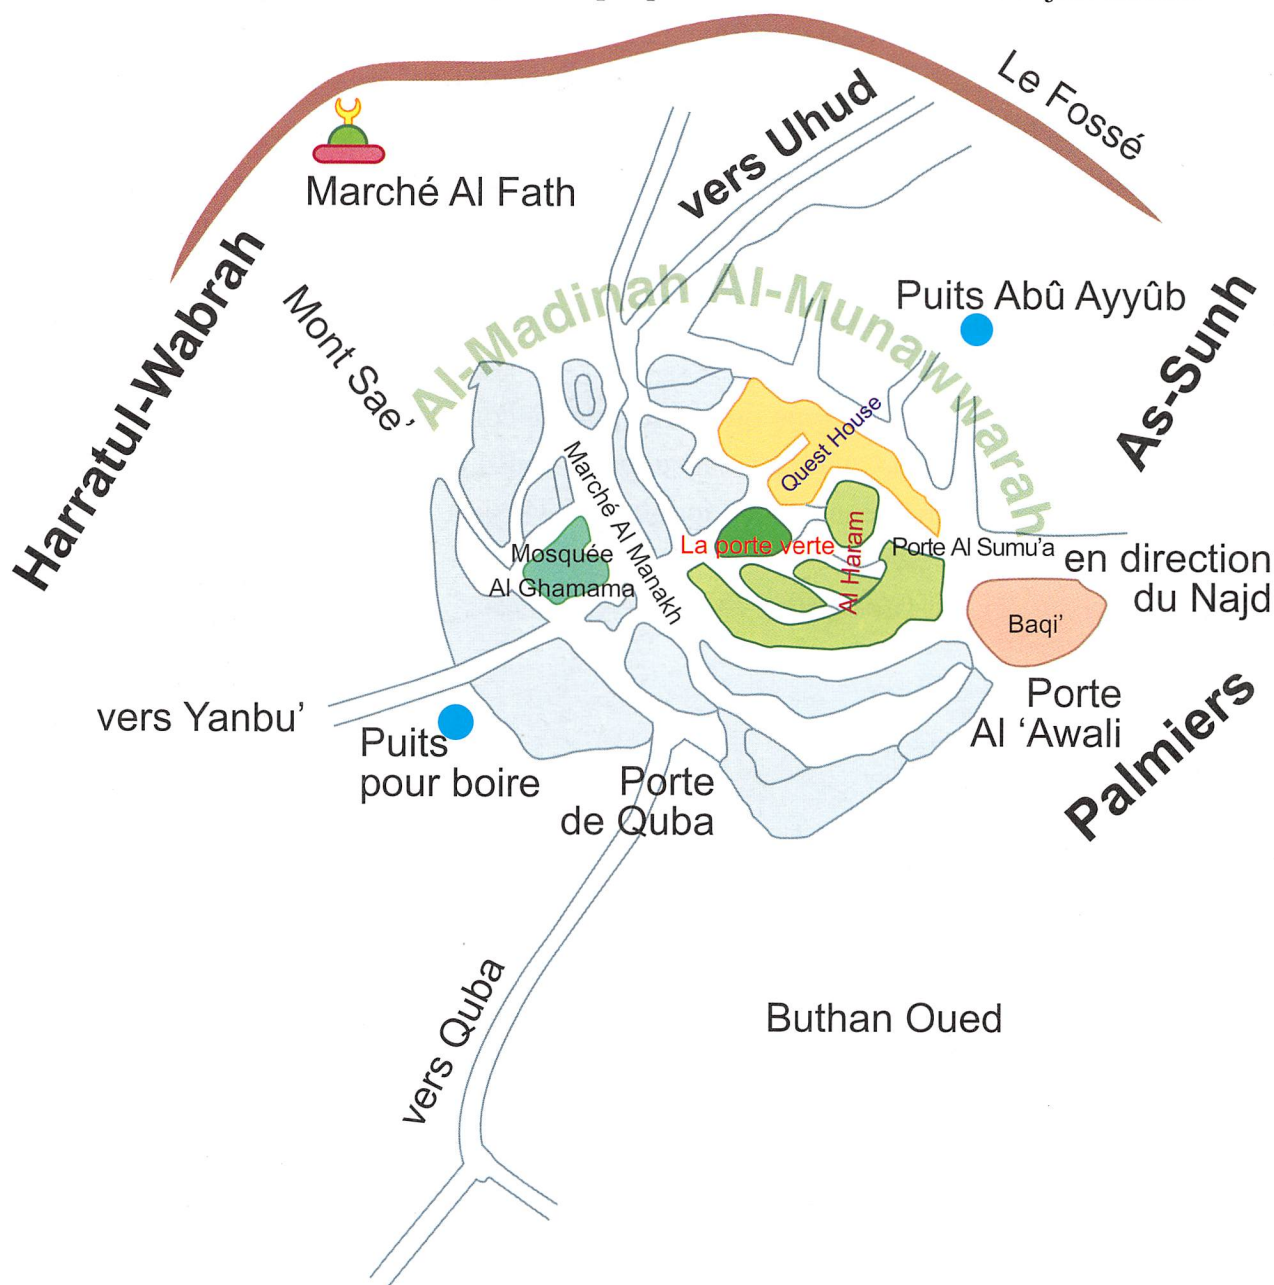 Le Fossé
vers Uhud
Marché Al Fath
Harratul-Wabrah
Mont Sae'
Al-Madinah Al-Munawwarah
Puits Abû Ayyûb
As-Sunh
Quest House
Marché Al Manakh
Mosquée
Al Ghamama
La porte verte
Al Haram
Porte Al Sumu'a
en direction
du Najd
Baqi'
Porte
Al 'Awali
Palmiers
vers Yanbu'
Puits
pour boire
Porte
de Quba
vers Quba
Buthan Oued